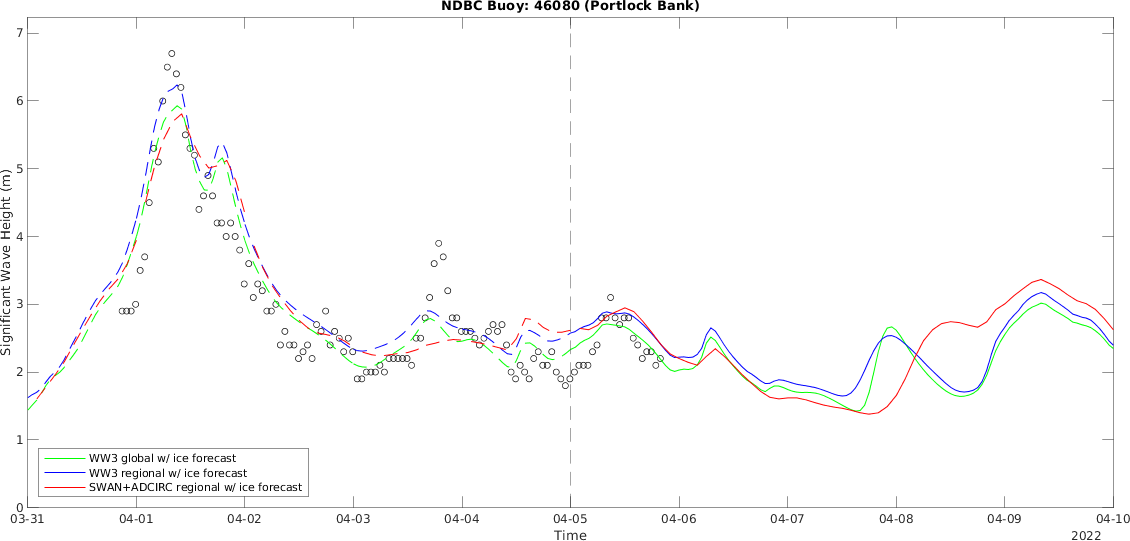 NDBC Buoy: 46080 (Portlock Bank)
7
6
5
4
3
2
1
0
Significant Wave Height (m)
WW3 global w/ ice forecast
WW3 regional w/ ice forecast
SWAN+ADCIRC regional w/ ice forecast
03-31 04-01 04-02 04-03 04-04 04-05 04-06 04-07 04-08 04-09 04-10
Time
2022